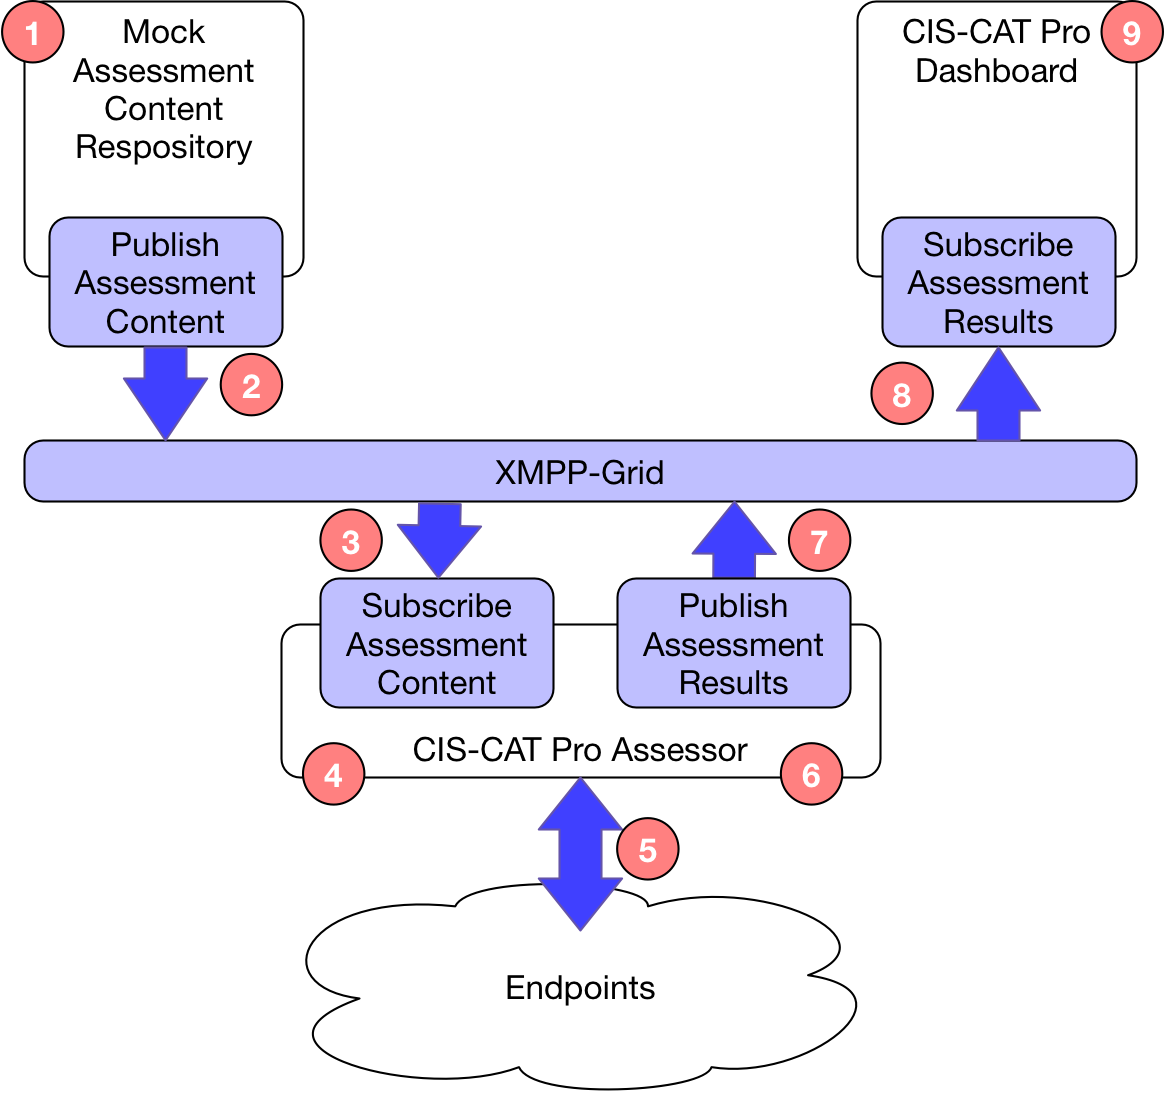 1
Mock
Assessment
Content
Respository
CIS-CAT Pro
Dashboard
9
Publish
Assessment
Content
Subscribe
Assessment
Results
2
8
XMPP-Grid
3
7
Subscribe
Assessment
Content
Publish
Assessment
Results
CIS-CAT Pro Assessor
4
6
5
Endpoints